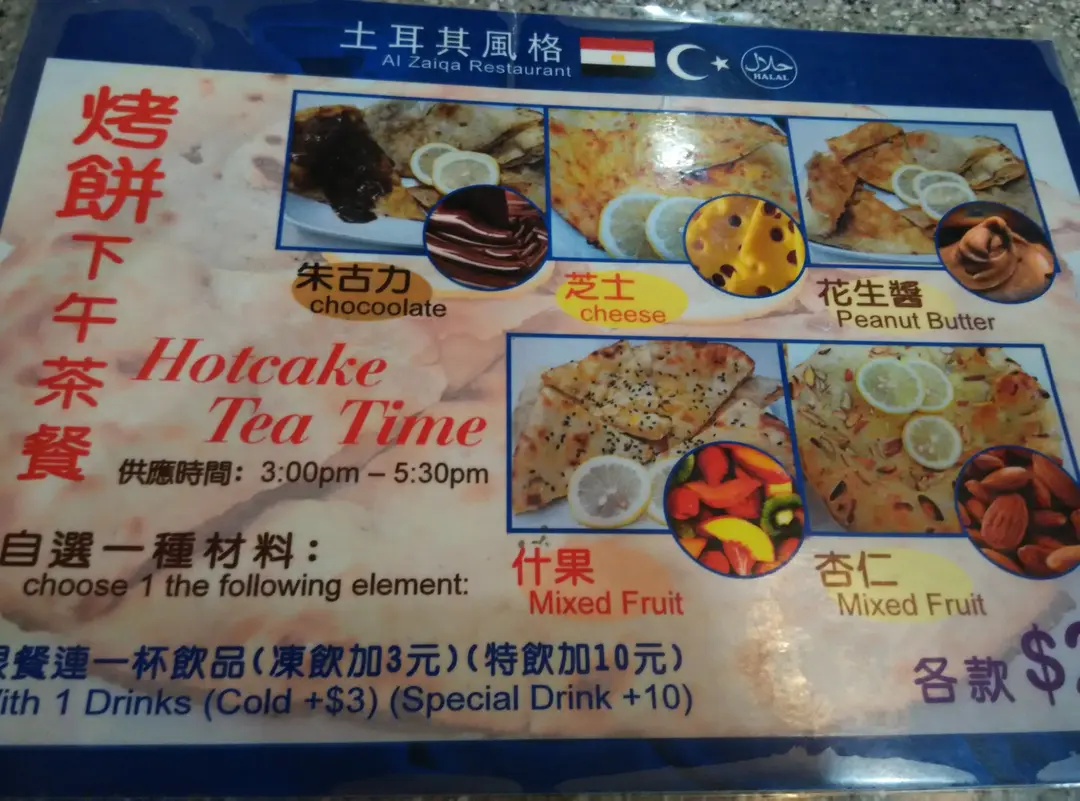 土耳其風格
Al Zaiqa Restaurant
حلال
HALAL
烤餅下午茶餐
Hotcake
Tea Time
供應時間: 3:00pm – 5:30pm
朱古力
chocoolate
芝士
cheese
花生醬
Peanut Butter
自選一種材料:
choose 1 the following element:
什果
Mixed Fruit
杏仁
Mixed Fruit
餐連一杯飲品(凍飲加3元)(特飲加10元)
1 Drinks (Cold +$3) (Special Drink +10)
各款 $